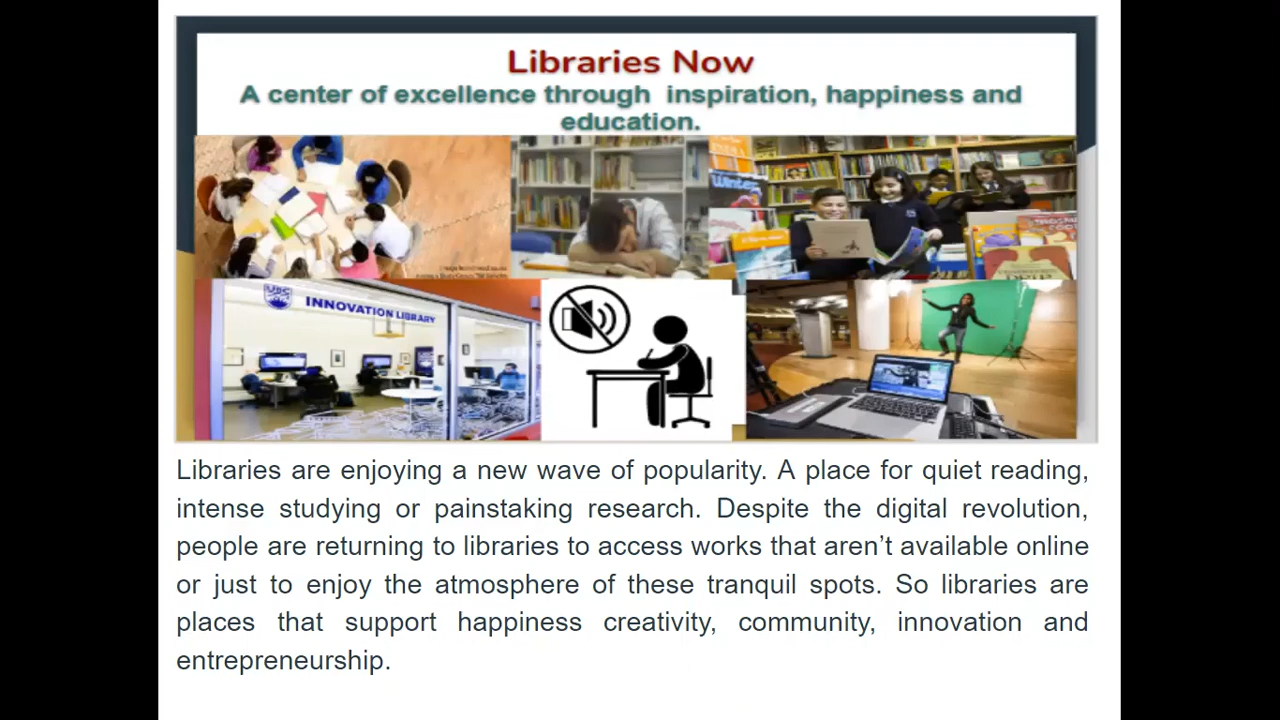 Libraries Now
A center of excellence through inspiration, happiness and
education.
Winter
UBC
INNOVATION LIBRARY
Libraries are enjoying a new wave of popularity. A place for quiet reading,
intense studying or painstaking research. Despite the digital revolution,
people are returning to libraries to access works that aren’t available online
or just to enjoy the atmosphere of these tranquil spots. So libraries are
places that support happiness creativity, community, innovation and
entrepreneurship.